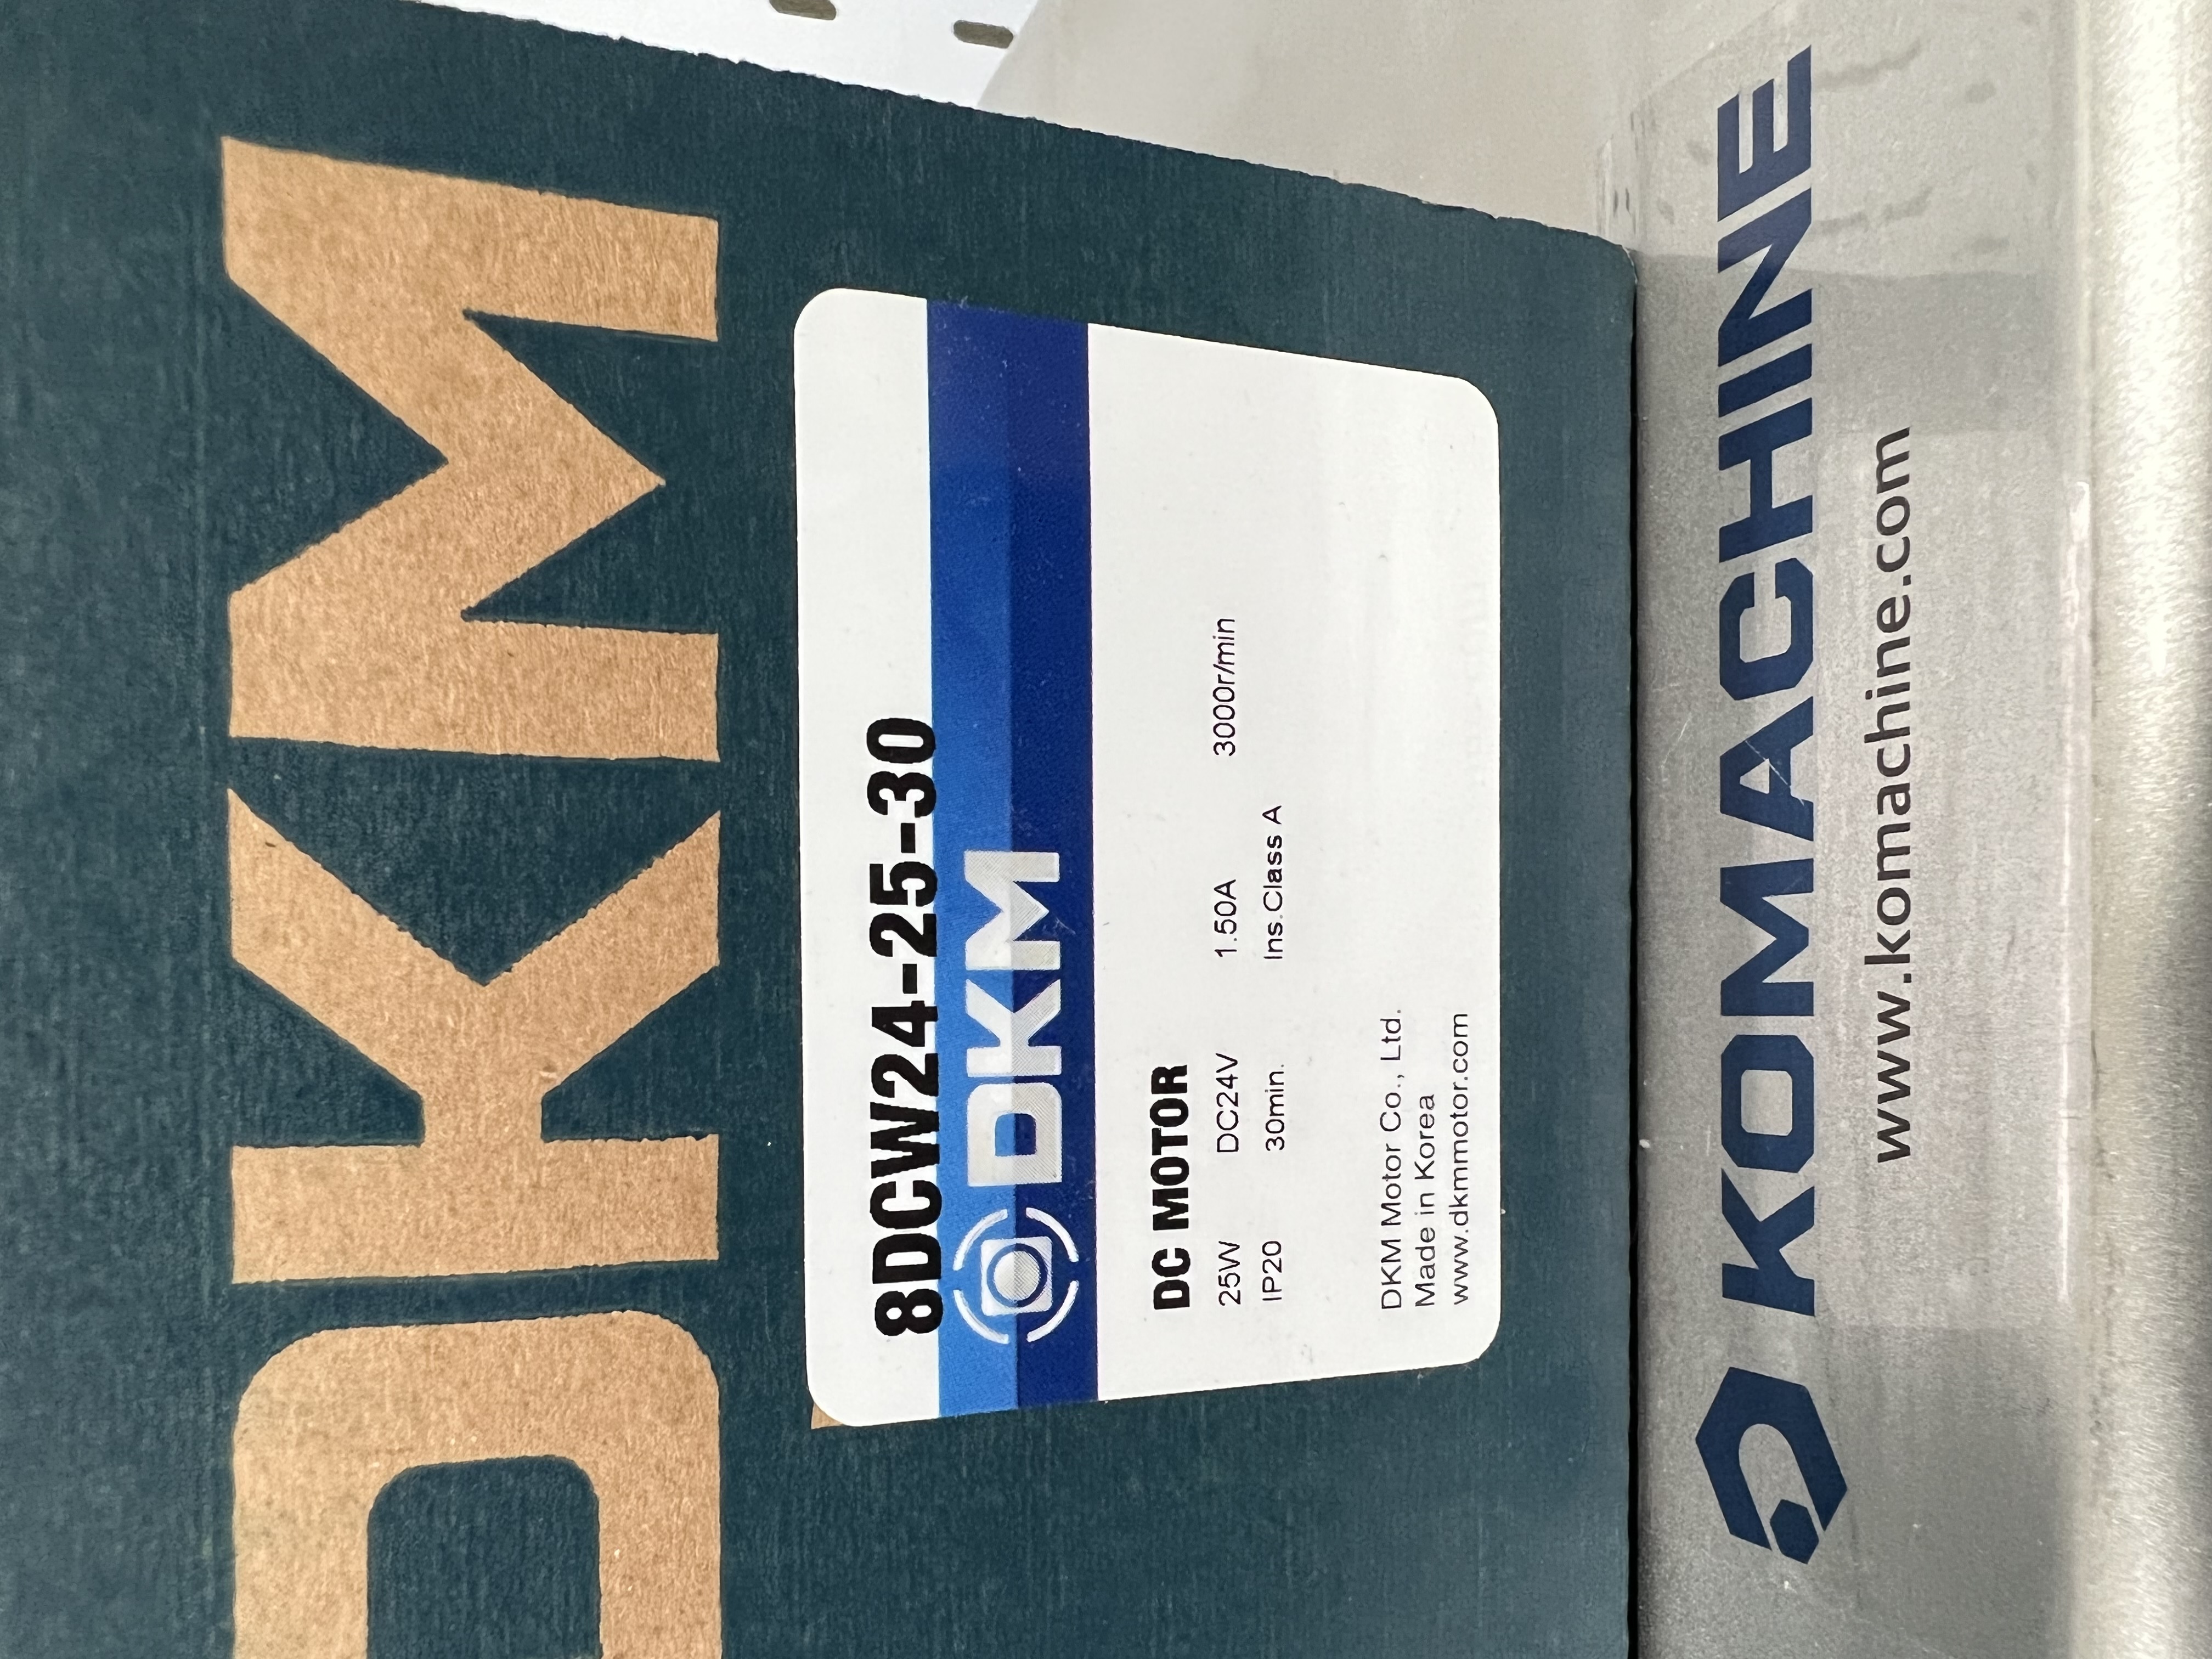 DKM
8DCW24-25-30
DKM
DC MOTOR
25W DC24V 1.50A 3000r/min
IP20 30min. Ins.Class A
DKM Motor Co., Ltd.
Made in Korea
www.dkmmotor.com
KOMACHINE
www.komachine.com